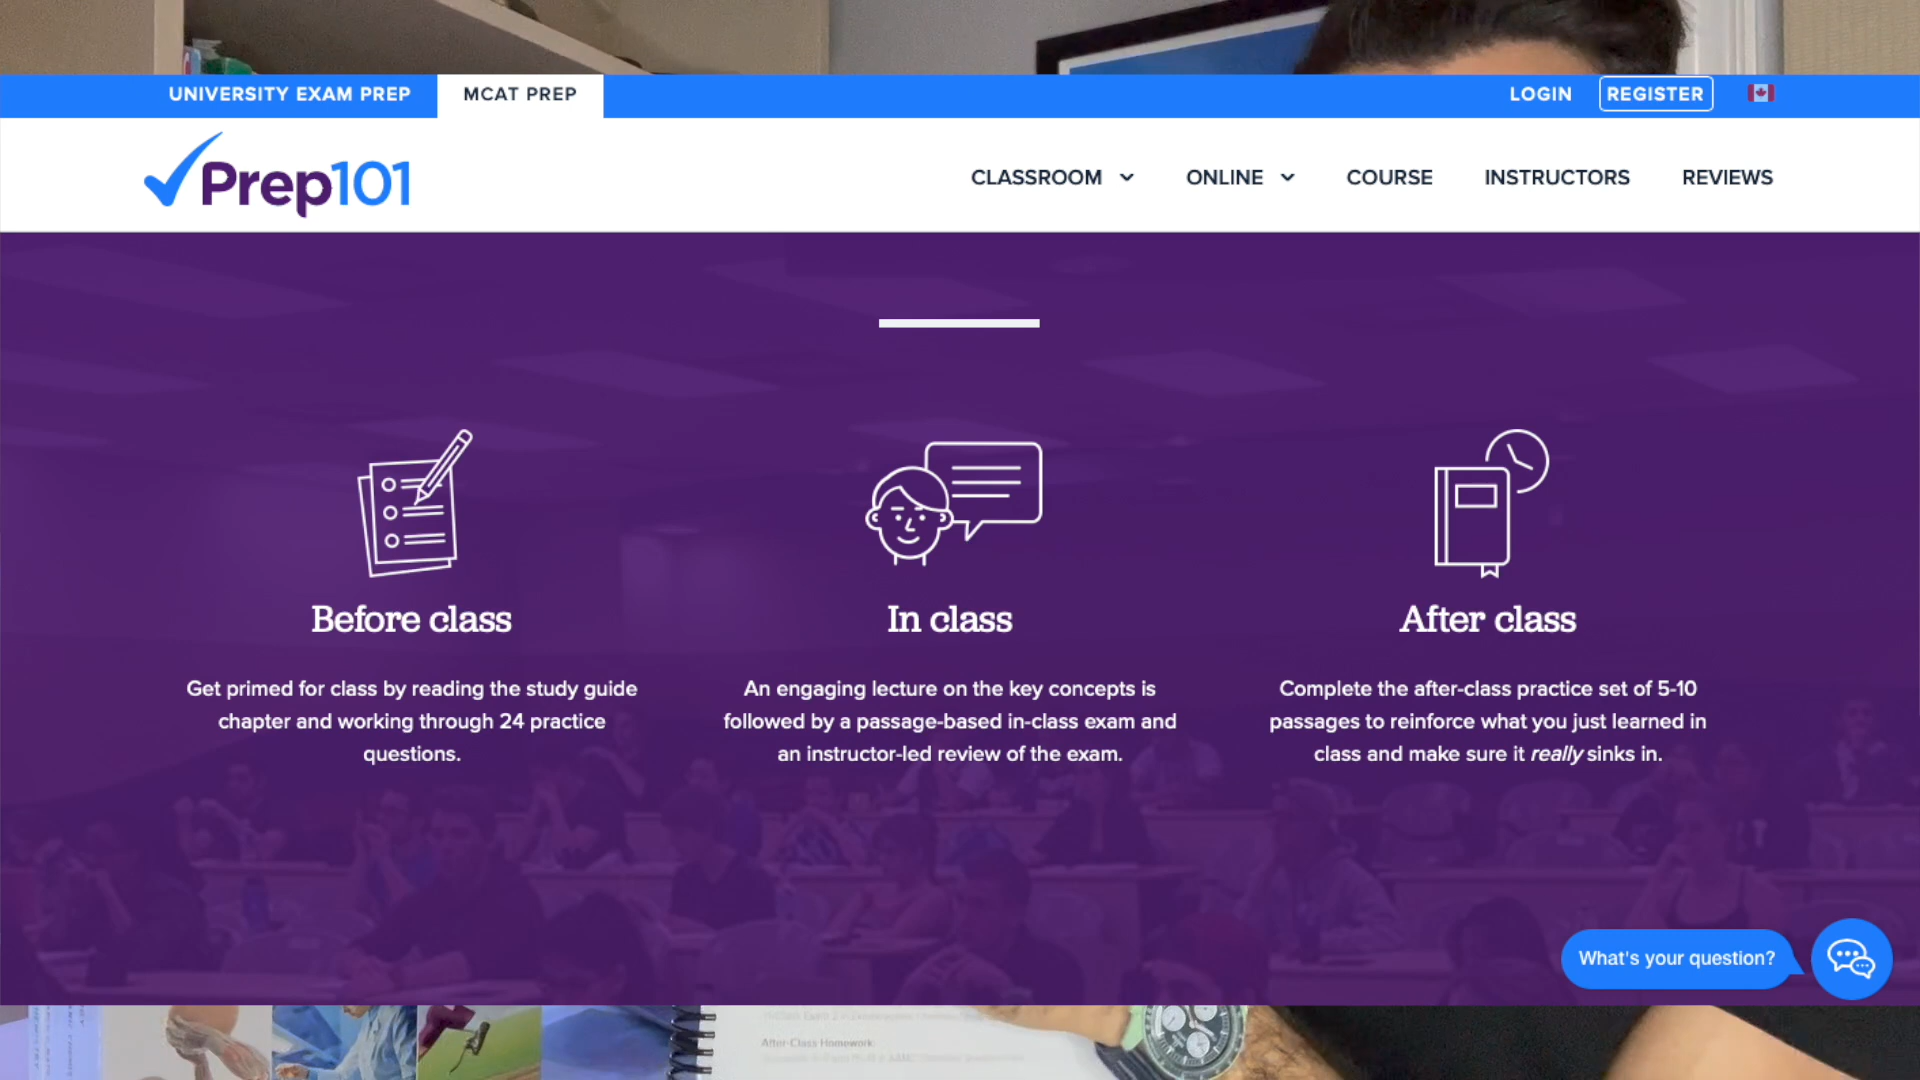 UNIVERSITY EXAM PREP
MCAT PREP
LOGIN
REGISTER
Prep101
CLASSROOM
ONLINE
COURSE
INSTRUCTORS
REVIEWS
Before class
Get primed for class by reading the study guide
chapter and working through 24 practice
questions.
In class
An engaging lecture on the key concepts is
followed by a passage-based in-class exam and
an instructor-led review of the exam.
After class
Complete the after-class practice set of 5-10
passages to reinforce what you just learned in
class and make sure it really sinks in.
What's your question?
After-Class Homework: